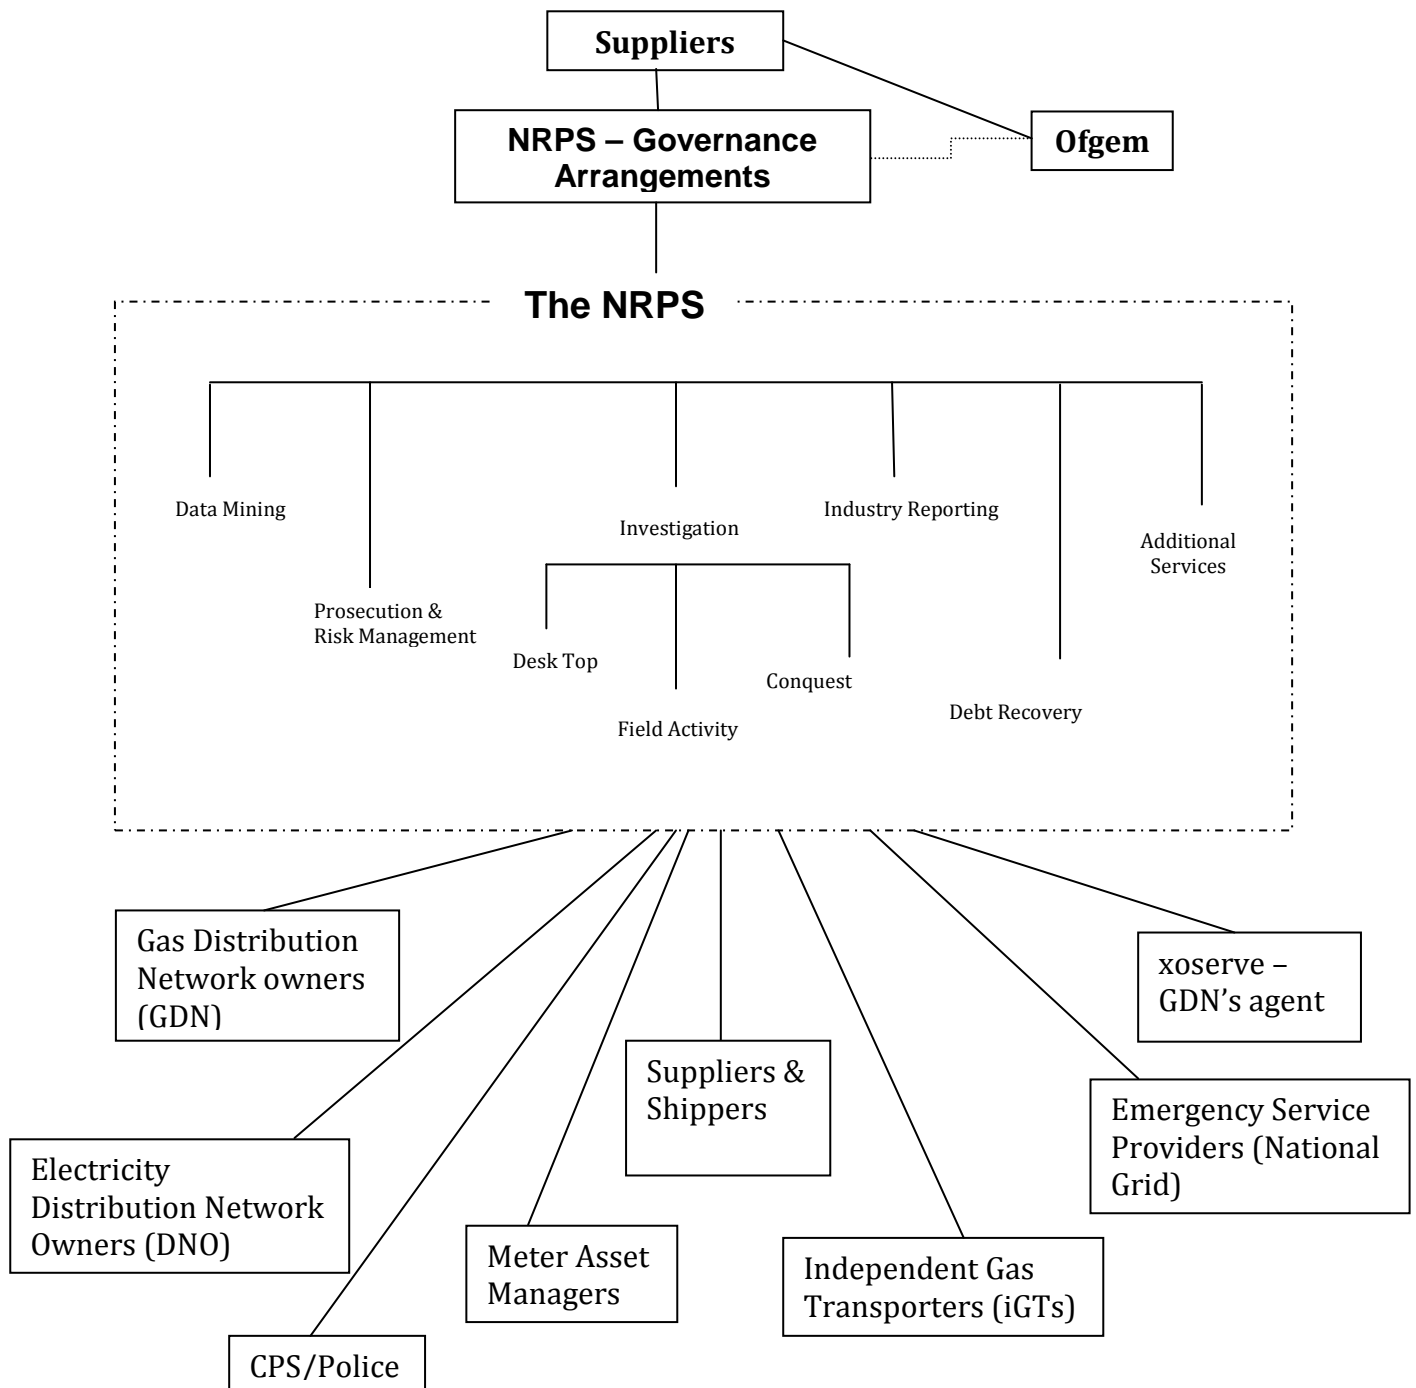 Suppliers
NRPS – Governance
Arrangements
Ofgem
The NRPS
Data Mining
Prosecution &
Risk Management
Investigation
Industry Reporting
Additional
Services
Desk Top
Field Activity
Conquest
Debt Recovery
Gas Distribution
Network owners
(GDN)
xoserve –
GDN’s agent
Suppliers &
Shippers
Emergency Service
Providers (National
Grid)
Electricity
Distribution Network
Owners (DNO)
Meter Asset
Managers
Independent Gas
Transporters (iGTs)
CPS/Police